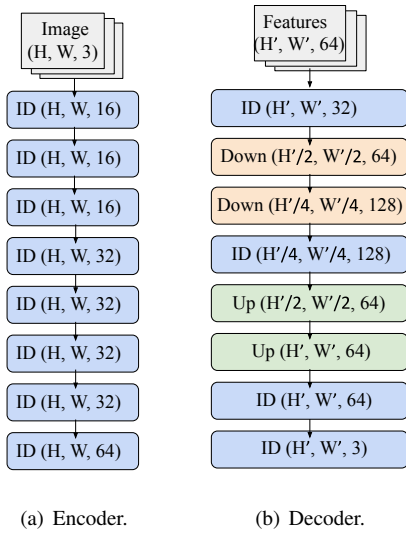 Image
(H, W, 3)
ID (H, W, 16)
ID (H, W, 16)
ID (H, W, 16)
ID (H, W, 32)
ID (H, W, 32)
ID (H, W, 32)
ID (H, W, 32)
ID (H, W, 64)
(a) Encoder.
Features
(H′, W′, 64)
ID (H′, W′, 32)
Down (H′/2, W′/2, 64)
Down (H′/4, W′/4, 128)
ID (H′/4, W′/4, 128)
Up (H′/2, W′/2, 64)
Up (H′, W′, 64)
ID (H′, W′, 64)
ID (H′, W′, 3)
(b) Decoder.